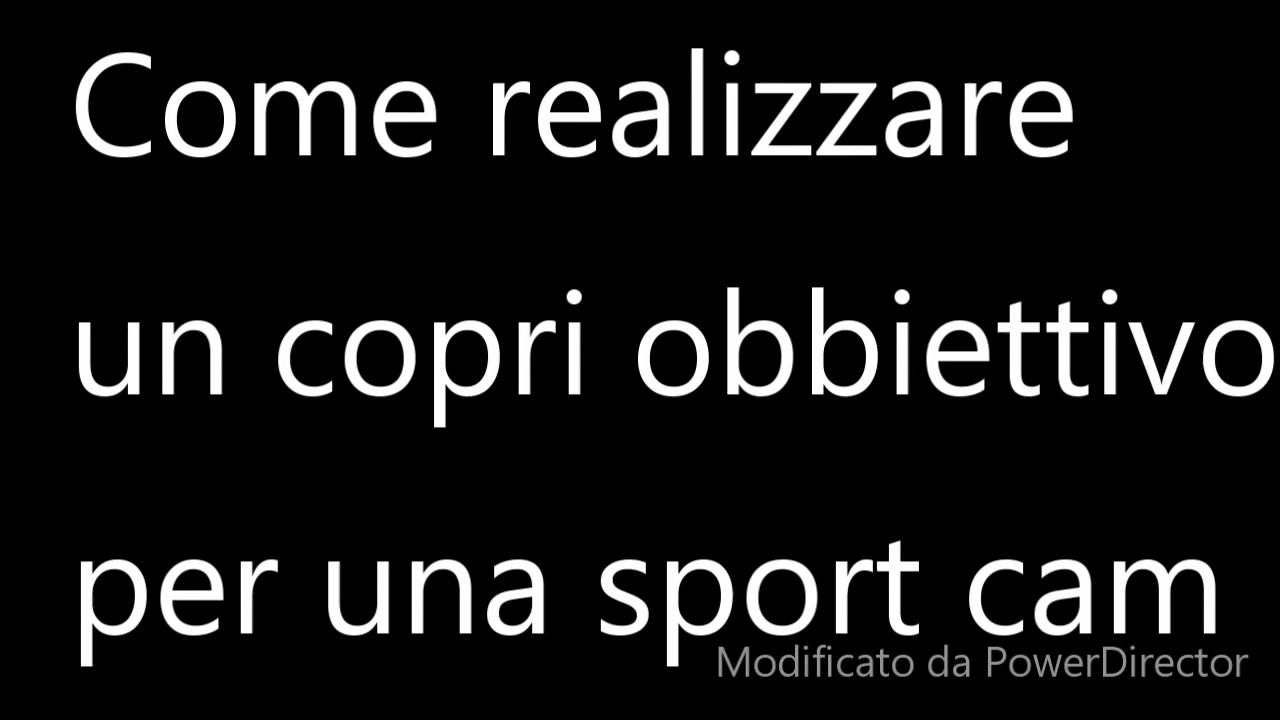 Come realizzare
un copri obbiettivo
per una sport cam
Modificato da PowerDirector